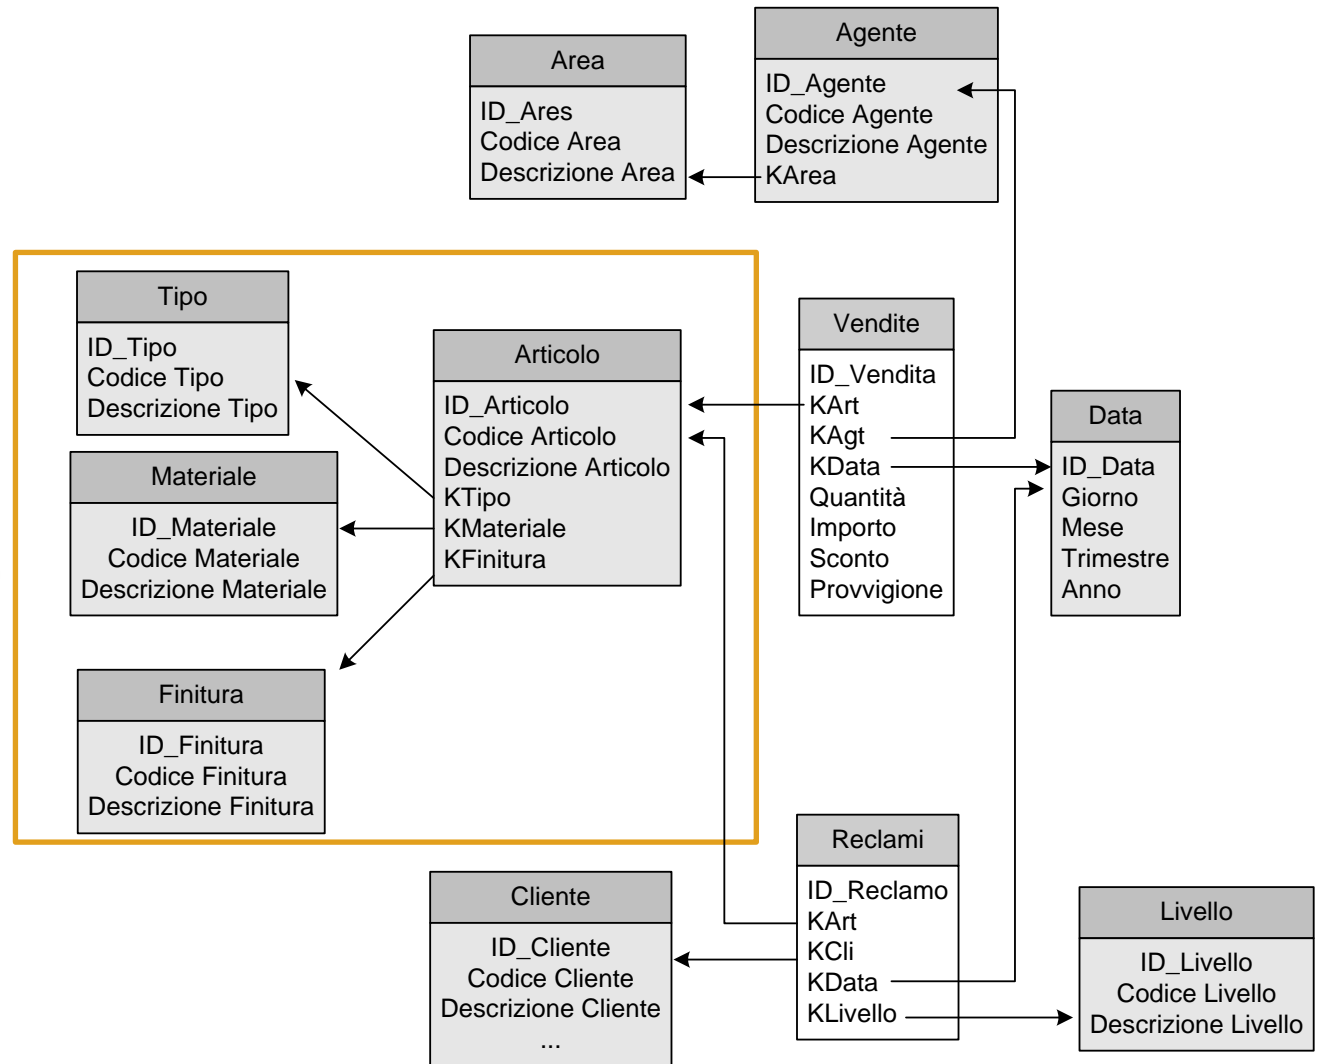 Area
ID_Ares
Codice Area
Descrizione Area
Agente
ID_Agente
Codice Agente
Descrizione Agente
KArea
Tipo
ID_Tipo
Codice Tipo
Descrizione Tipo
Materiale
ID_Materiale
Codice Materiale
Descrizione Materiale
Finitura
ID_Finitura
Codice Finitura
Descrizione Finitura
Articolo
ID_Articolo
Codice Articolo
Descrizione Articolo
KTipo
KMateriale
KFinitura
Vendite
ID_Vendita
KArt
KAgt
KData
Quantità
Importo
Sconto
Provvigione
Data
ID_Data
Giorno
Mese
Trimestre
Anno
Cliente
ID_Cliente
Codice Cliente
Descrizione Cliente
...
Reclami
ID_Reclamo
KArt
KCli
KData
KLivello
Livello
ID_Livello
Codice Livello
Descrizione Livello